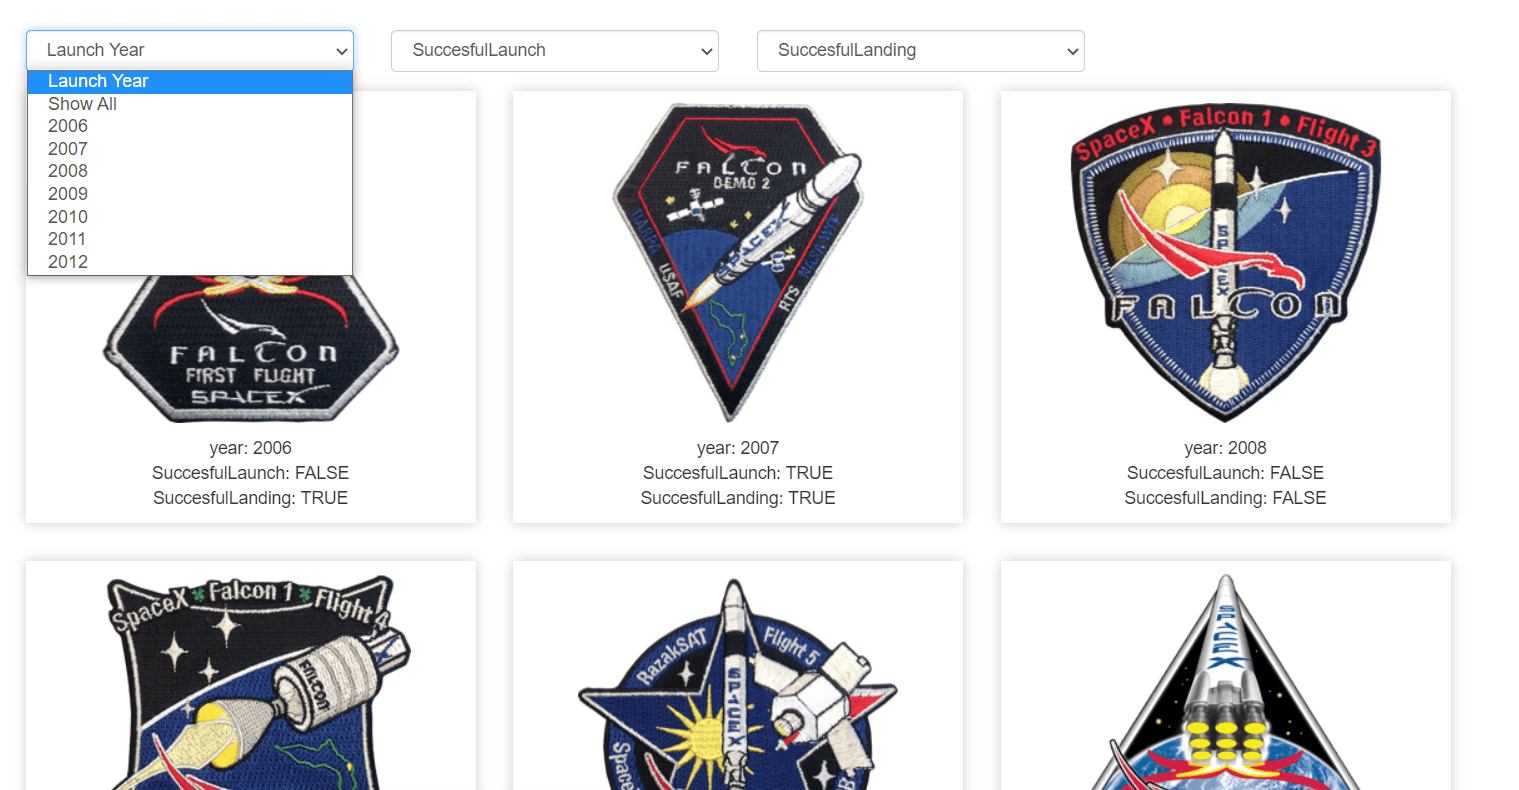 Launch Year
SuccesfulLaunch
SuccesfulLanding
Launch Year
Show All
2006
2007
2008
2009
2010
2011
2012
FALCON
FIRST FLIGHT
SPACEX
year: 2006
SuccesfulLaunch: FALSE
SuccesfulLanding: TRUE
FALCON
DEMO 2
SPACEX
DARPA
USAF
RTS
NASA WFF
year: 2007
SuccesfulLaunch: TRUE
SuccesfulLanding: TRUE
SpaceX • Falcon 1 • Flight 3
SPACEX
FALCON
year: 2008
SuccesfulLaunch: FALSE
SuccesfulLanding: FALSE
SpaceX Falcon 1 Flight 4
FALCON
RazakSAT
Flight 5
SPACEX
SPACEX